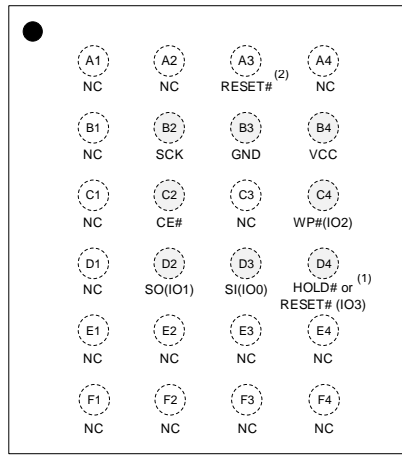 A1 A2 A3 A4
NC NC RESET# (2) NC
B1 B2 B3 B4
NC SCK GND VCC
C1 C2 C3 C4
NC CE# NC WP#(IO2)
D1 D2 D3 D4
NC SO(IO1) SI(IO0) HOLD# or (1)
RESET# (IO3)
E1 E2 E3 E4
NC NC NC NC
F1 F2 F3 F4
NC NC NC NC